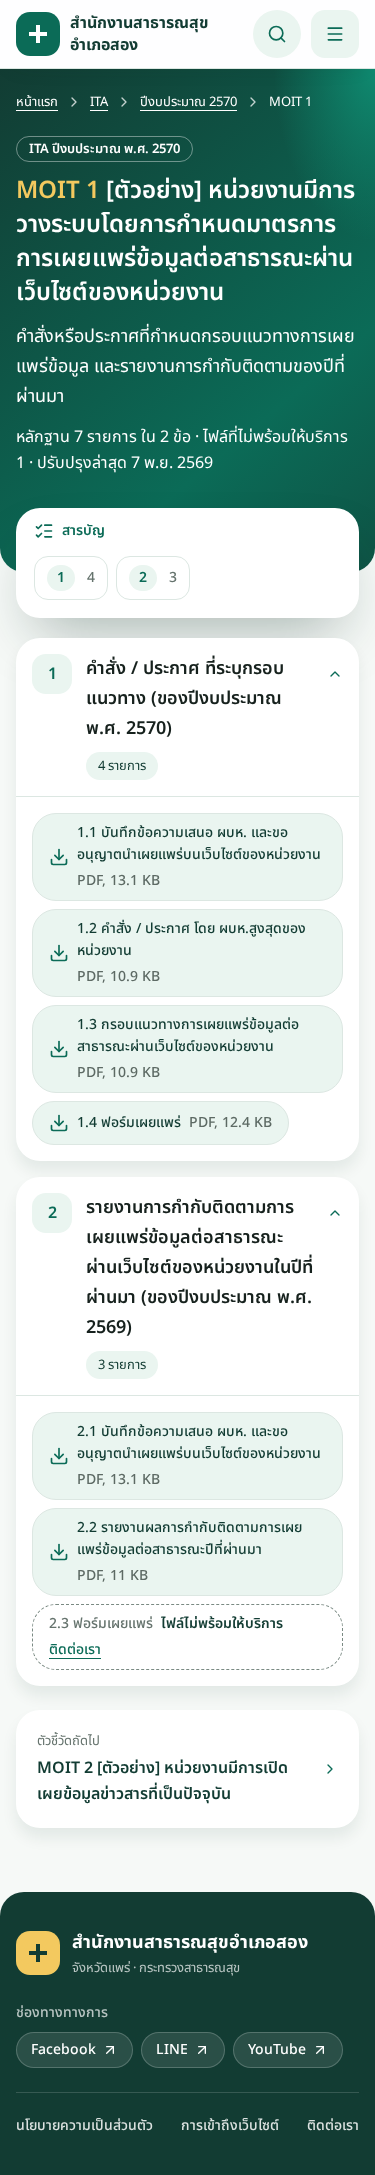 สำนักงานสาธารณสุข
อำเภอสอง
หน้าแรก > ITA > ปีงบประมาณ 2570 > MOIT 1
ITA ปีงบประมาณ พ.ศ. 2570
MOIT 1 [ตัวอย่าง] หน่วยงานมีการ
วางระบบโดยการกำหนดมาตรการ
การเผยแพร่ข้อมูลต่อสาธารณะผ่าน
เว็บไซต์ของหน่วยงาน
คำสั่งหรือประกาศที่กำหนดกรอบแนวทางการเผย
แพร่ข้อมูล และรายงานการกำกับติดตามของปีที่
ผ่านมา
หลักฐาน 7 รายการ ใน 2 ข้อ · ไฟล์ที่ไม่พร้อมให้บริการ
1 · ปรับปรุงล่าสุด 7 พ.ย. 2569
สารบัญ
1 4 2 3
1 คำสั่ง / ประกาศ ที่ระบุกรอบ
แนวทาง (ของปีงบประมาณ
พ.ศ. 2570)
4 รายการ
1.1 บันทึกข้อความเสนอ ผบห. และขอ
อนุญาตนำเผยแพร่บนเว็บไซต์ของหน่วยงาน
PDF, 13.1 KB
1.2 คำสั่ง / ประกาศ โดย ผบห.สูงสุดของ
หน่วยงาน
PDF, 10.9 KB
1.3 กรอบแนวทางการเผยแพร่ข้อมูลต่อ
สาธารณะผ่านเว็บไซต์ของหน่วยงาน
PDF, 10.9 KB
1.4 ฟอร์มเผยแพร่ PDF, 12.4 KB
2 รายงานการกำกับติดตามการ
เผยแพร่ข้อมูลต่อสาธารณะ
ผ่านเว็บไซต์ของหน่วยงานในปีที่
ผ่านมา (ของปีงบประมาณ พ.ศ.
2569)
3 รายการ
2.1 บันทึกข้อความเสนอ ผบห. และขอ
อนุญาตนำเผยแพร่บนเว็บไซต์ของหน่วยงาน
PDF, 13.1 KB
2.2 รายงานผลการกำกับติดตามการเผย
แพร่ข้อมูลต่อสาธารณะปีที่ผ่านมา
PDF, 11 KB
2.3 ฟอร์มเผยแพร่ ไฟล์ไม่พร้อมให้บริการ
ติดต่อเรา
ตัวชี้วัดถัดไป
MOIT 2 [ตัวอย่าง] หน่วยงานมีการเปิด
เผยข้อมูลข่าวสารที่เป็นปัจจุบัน
สำนักงานสาธารณสุขอำเภอสอง
จังหวัดแพร่ · กระทรวงสาธารณสุข
ช่องทางทางการ
Facebook LINE YouTube
นโยบายความเป็นส่วนตัว การเข้าถึงเว็บไซต์ ติดต่อเรา